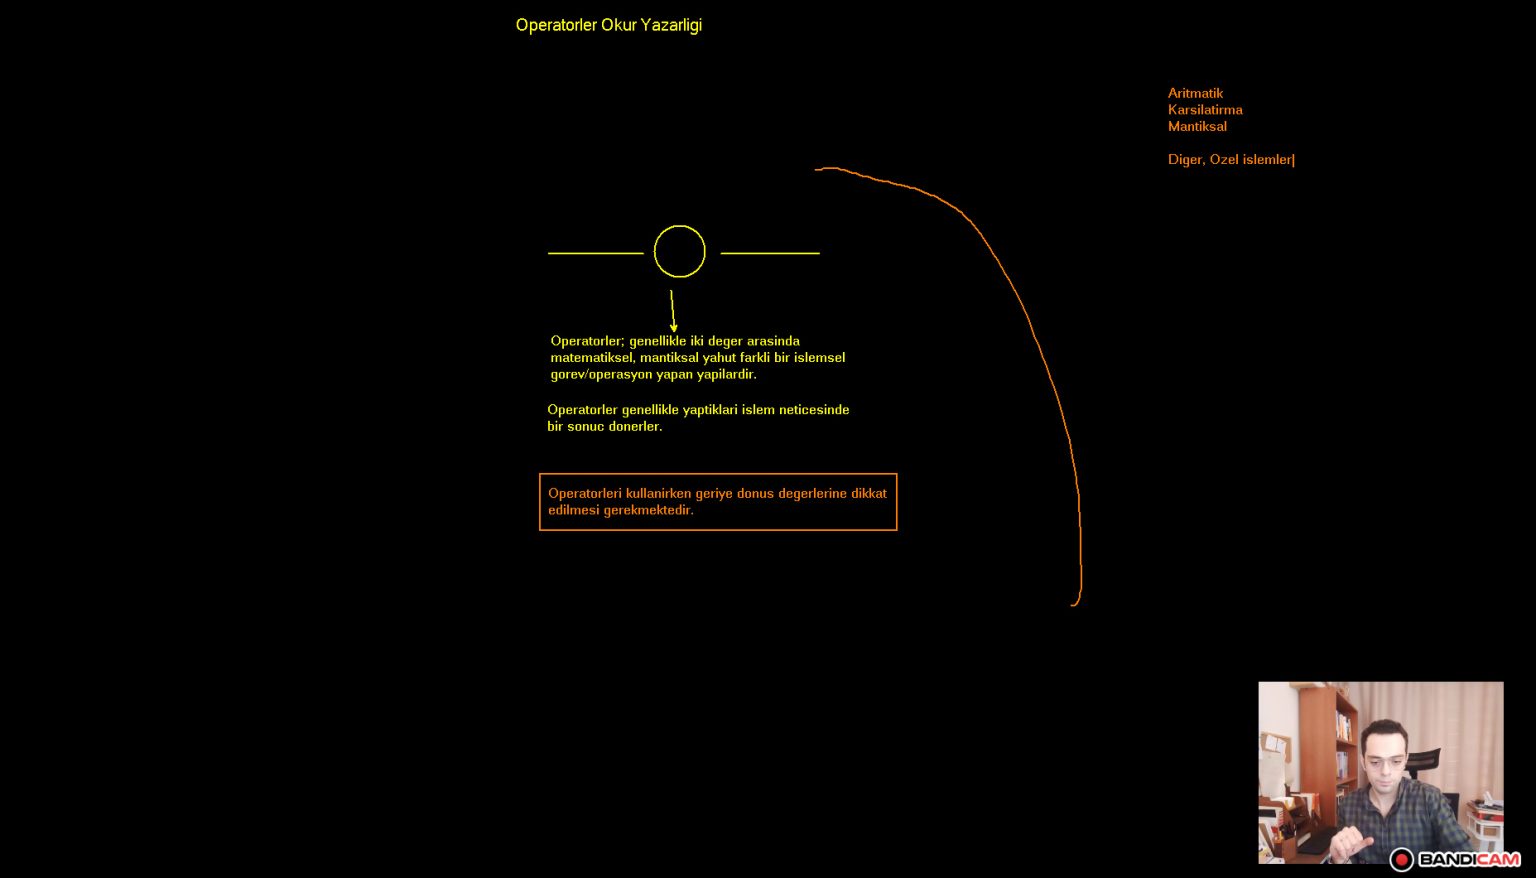 Operatorler Okur Yazarligi
Aritmatik
Karsilatirma
Mantiksal
Diger, Ozel islemler
Operatorler; genellikle iki deger arasinda
matematiksel, mantiksal yahut farkli bir islemsel
gorev/operasyon yapan yapilardir.
Operatorler genellikle yaptiklari islem neticesinde
bir sonuc donerler.
Operatorleri kullanirken geriye donus degerlerine dikkat
edilmesi gerekmektedir.
BANDICAM